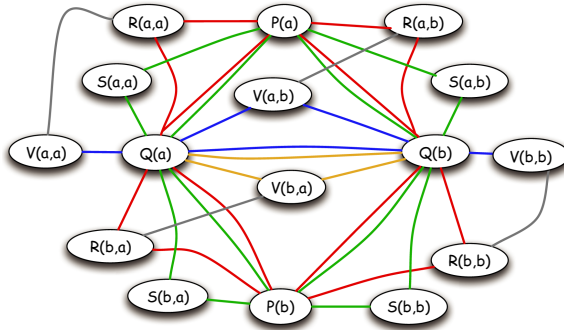 R(a,a)
P(a)
R(a,b)
S(a,a)
V(a,b)
S(a,b)
V(a,a)
Q(a)
Q(b)
V(b,b)
V(b,a)
R(b,a)
R(b,b)
S(b,a)
P(b)
S(b,b)